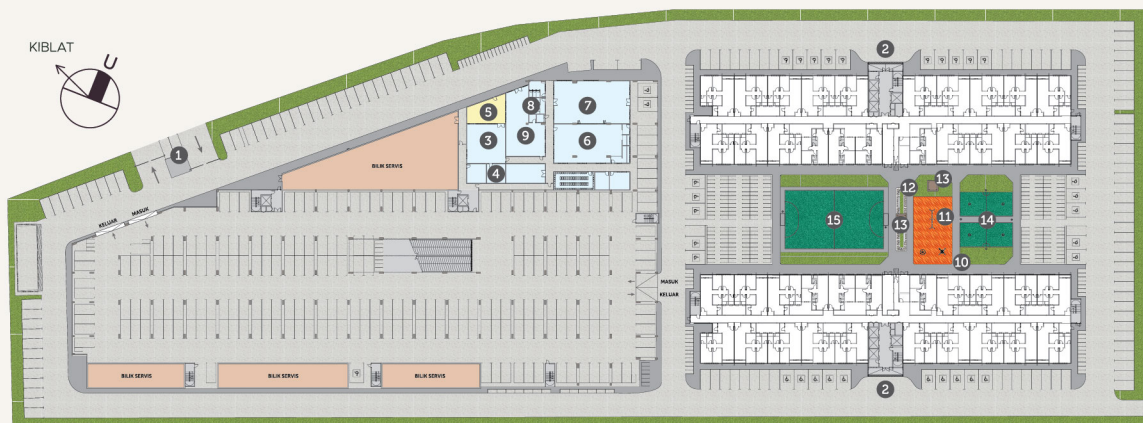 KIBLAT
U
1
KELUAR
MASUK
BILIK SERVIS
5
3
4
8
9
7
6
MASUK
KELUAR
BILIK SERVIS
BILIK SERVIS
BILIK SERVIS
2
12
13
11
13
15
14
10
2